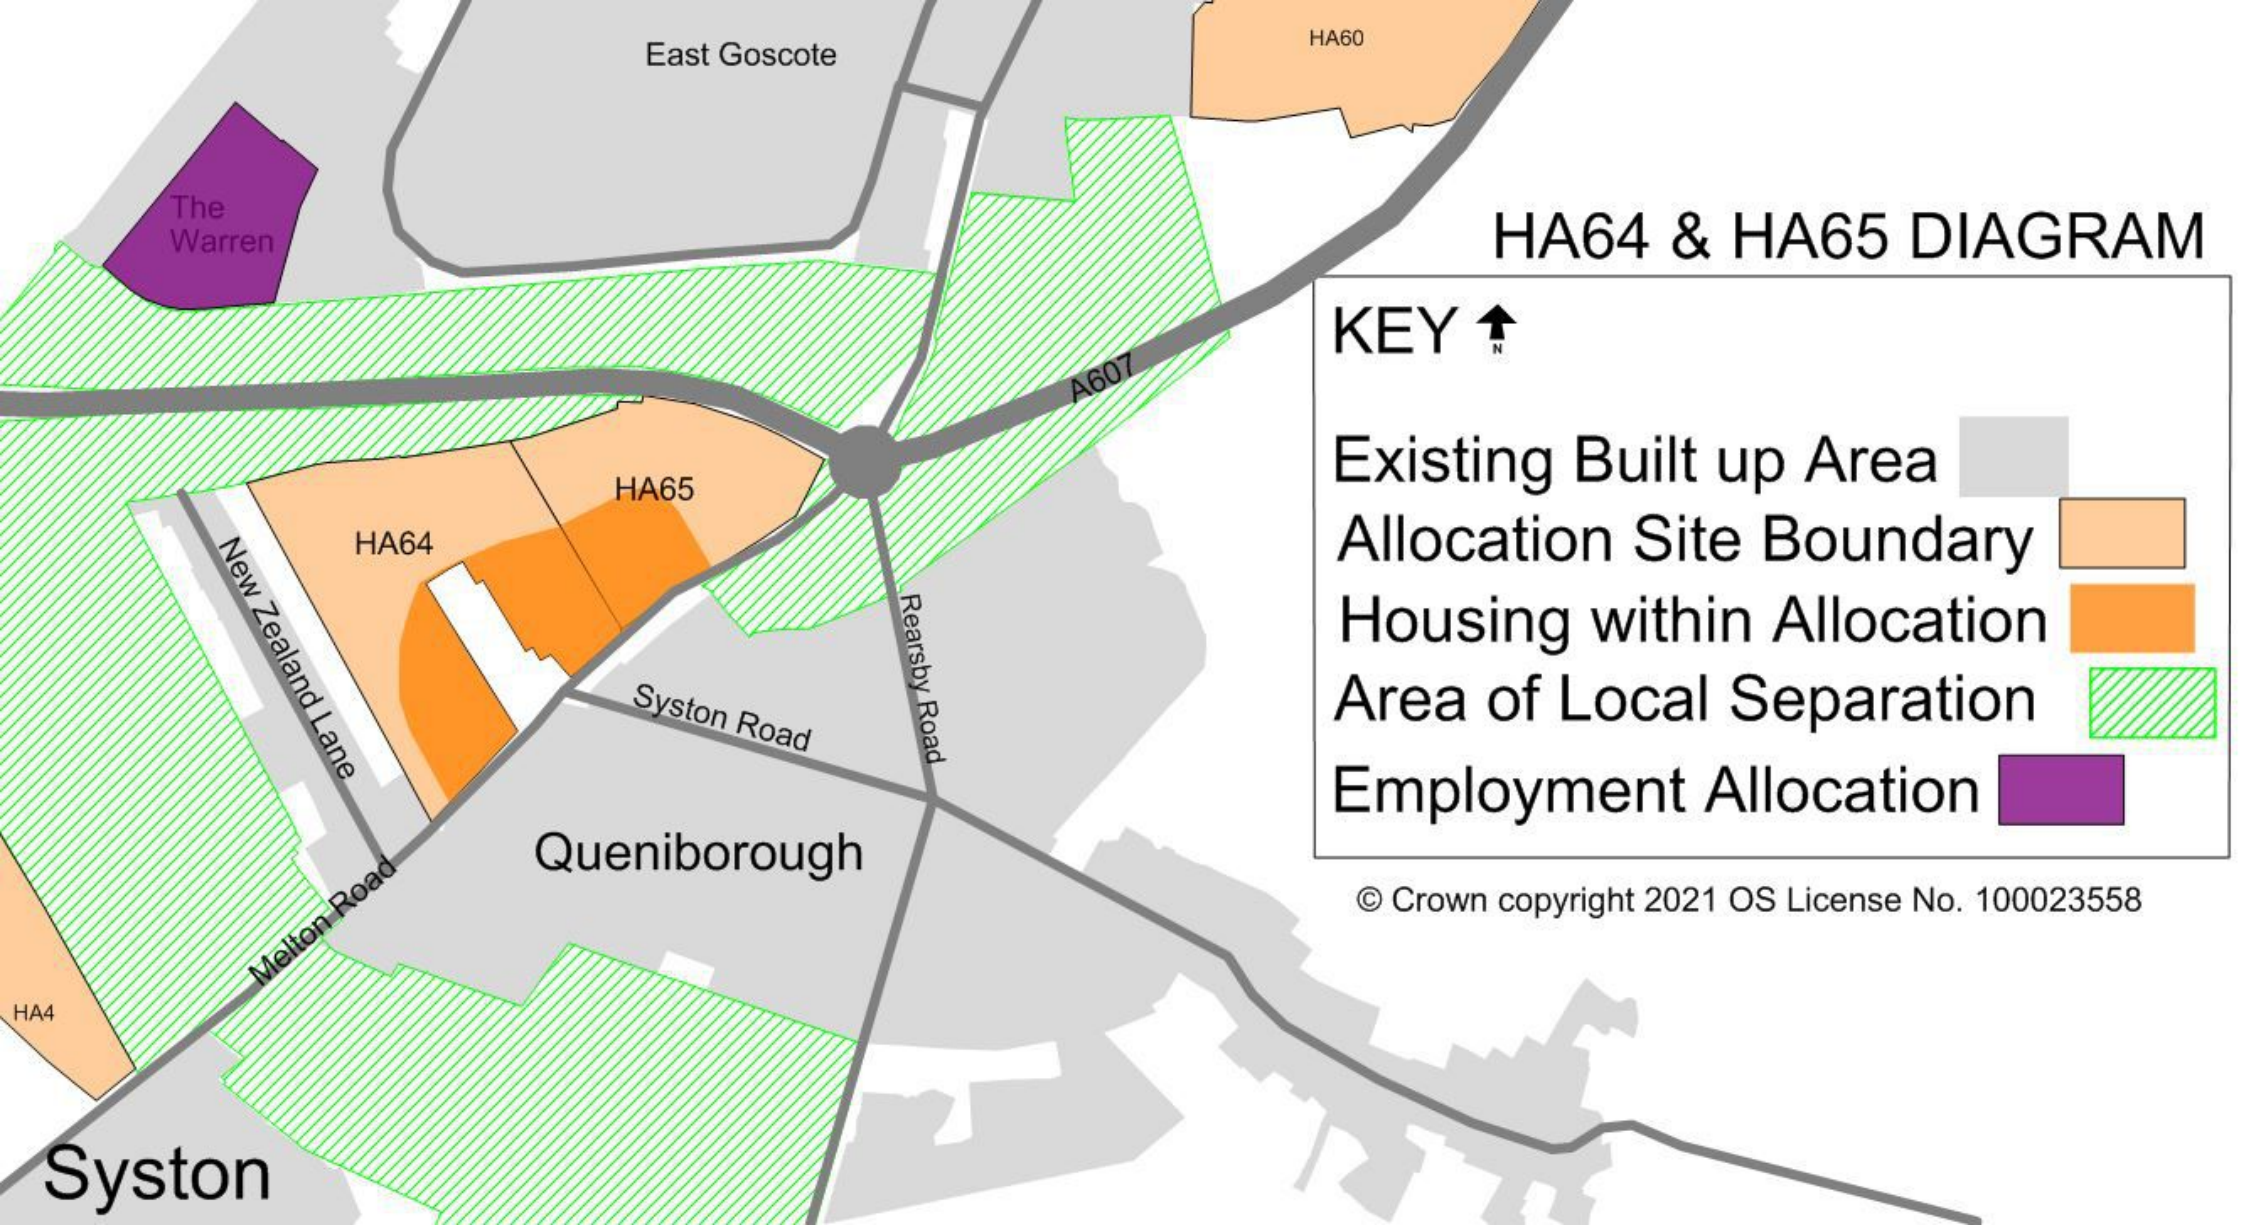 East Goscote
HA60
The
Warren
HA64 & HA65 DIAGRAM
KEY
N
A607
Existing Built up Area
HA65
HA64
Allocation Site Boundary
New Zealand Lane
Housing within Allocation
Rearsby Road
Area of Local Separation
Syston Road
Employment Allocation
Queniborough
Melton Road
© Crown copyright 2021 OS License No. 100023558
HA4
Syston